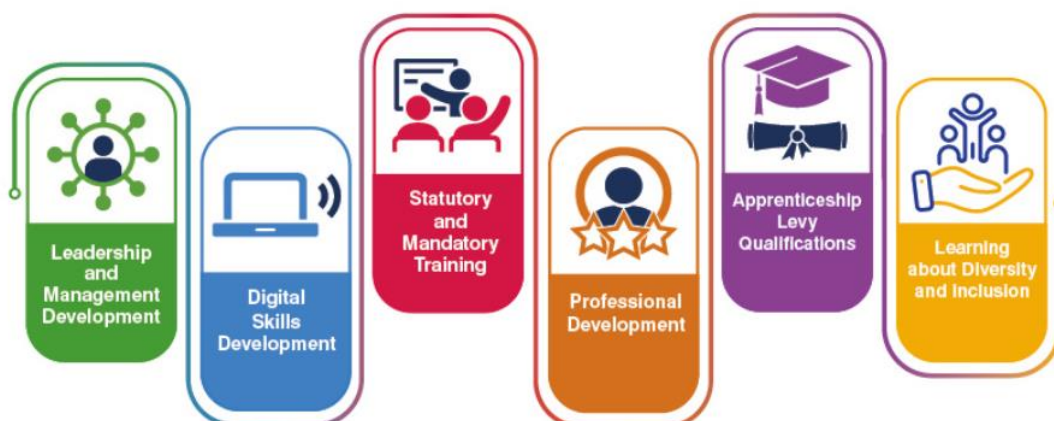 Leadership
and
Management
Development
Digital
Skills
Development
Statutory
and
Mandatory
Training
Professional
Development
Apprenticeship
Levy
Qualifications
Learning
about Diversity
and Inclusion